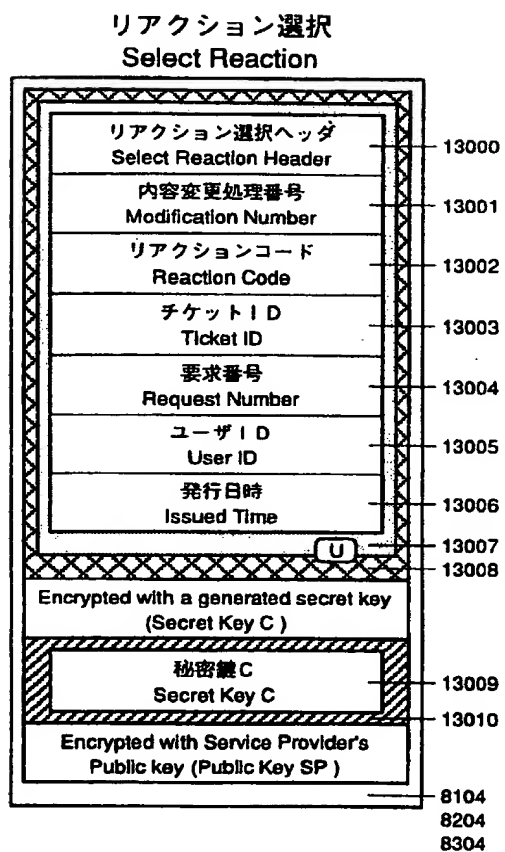 リアクション選択
Select Reaction
リアクション選択ヘッダ
Select Reaction Header
13000
内容変更処理番号
Modification Number
13001
リアクションコード
Reaction Code
13002
チケットID
Ticket ID
13003
要求番号
Request Number
13004
ユーザID
User ID
13005
発行日時
Issued Time
13006
U
13007
13008
Encrypted with a generated secret key
(Secret Key C )
秘密鍵C
Secret Key C
13009
13010
Encrypted with Service Provider's
Public key (Public Key SP )
8104
8204
8304